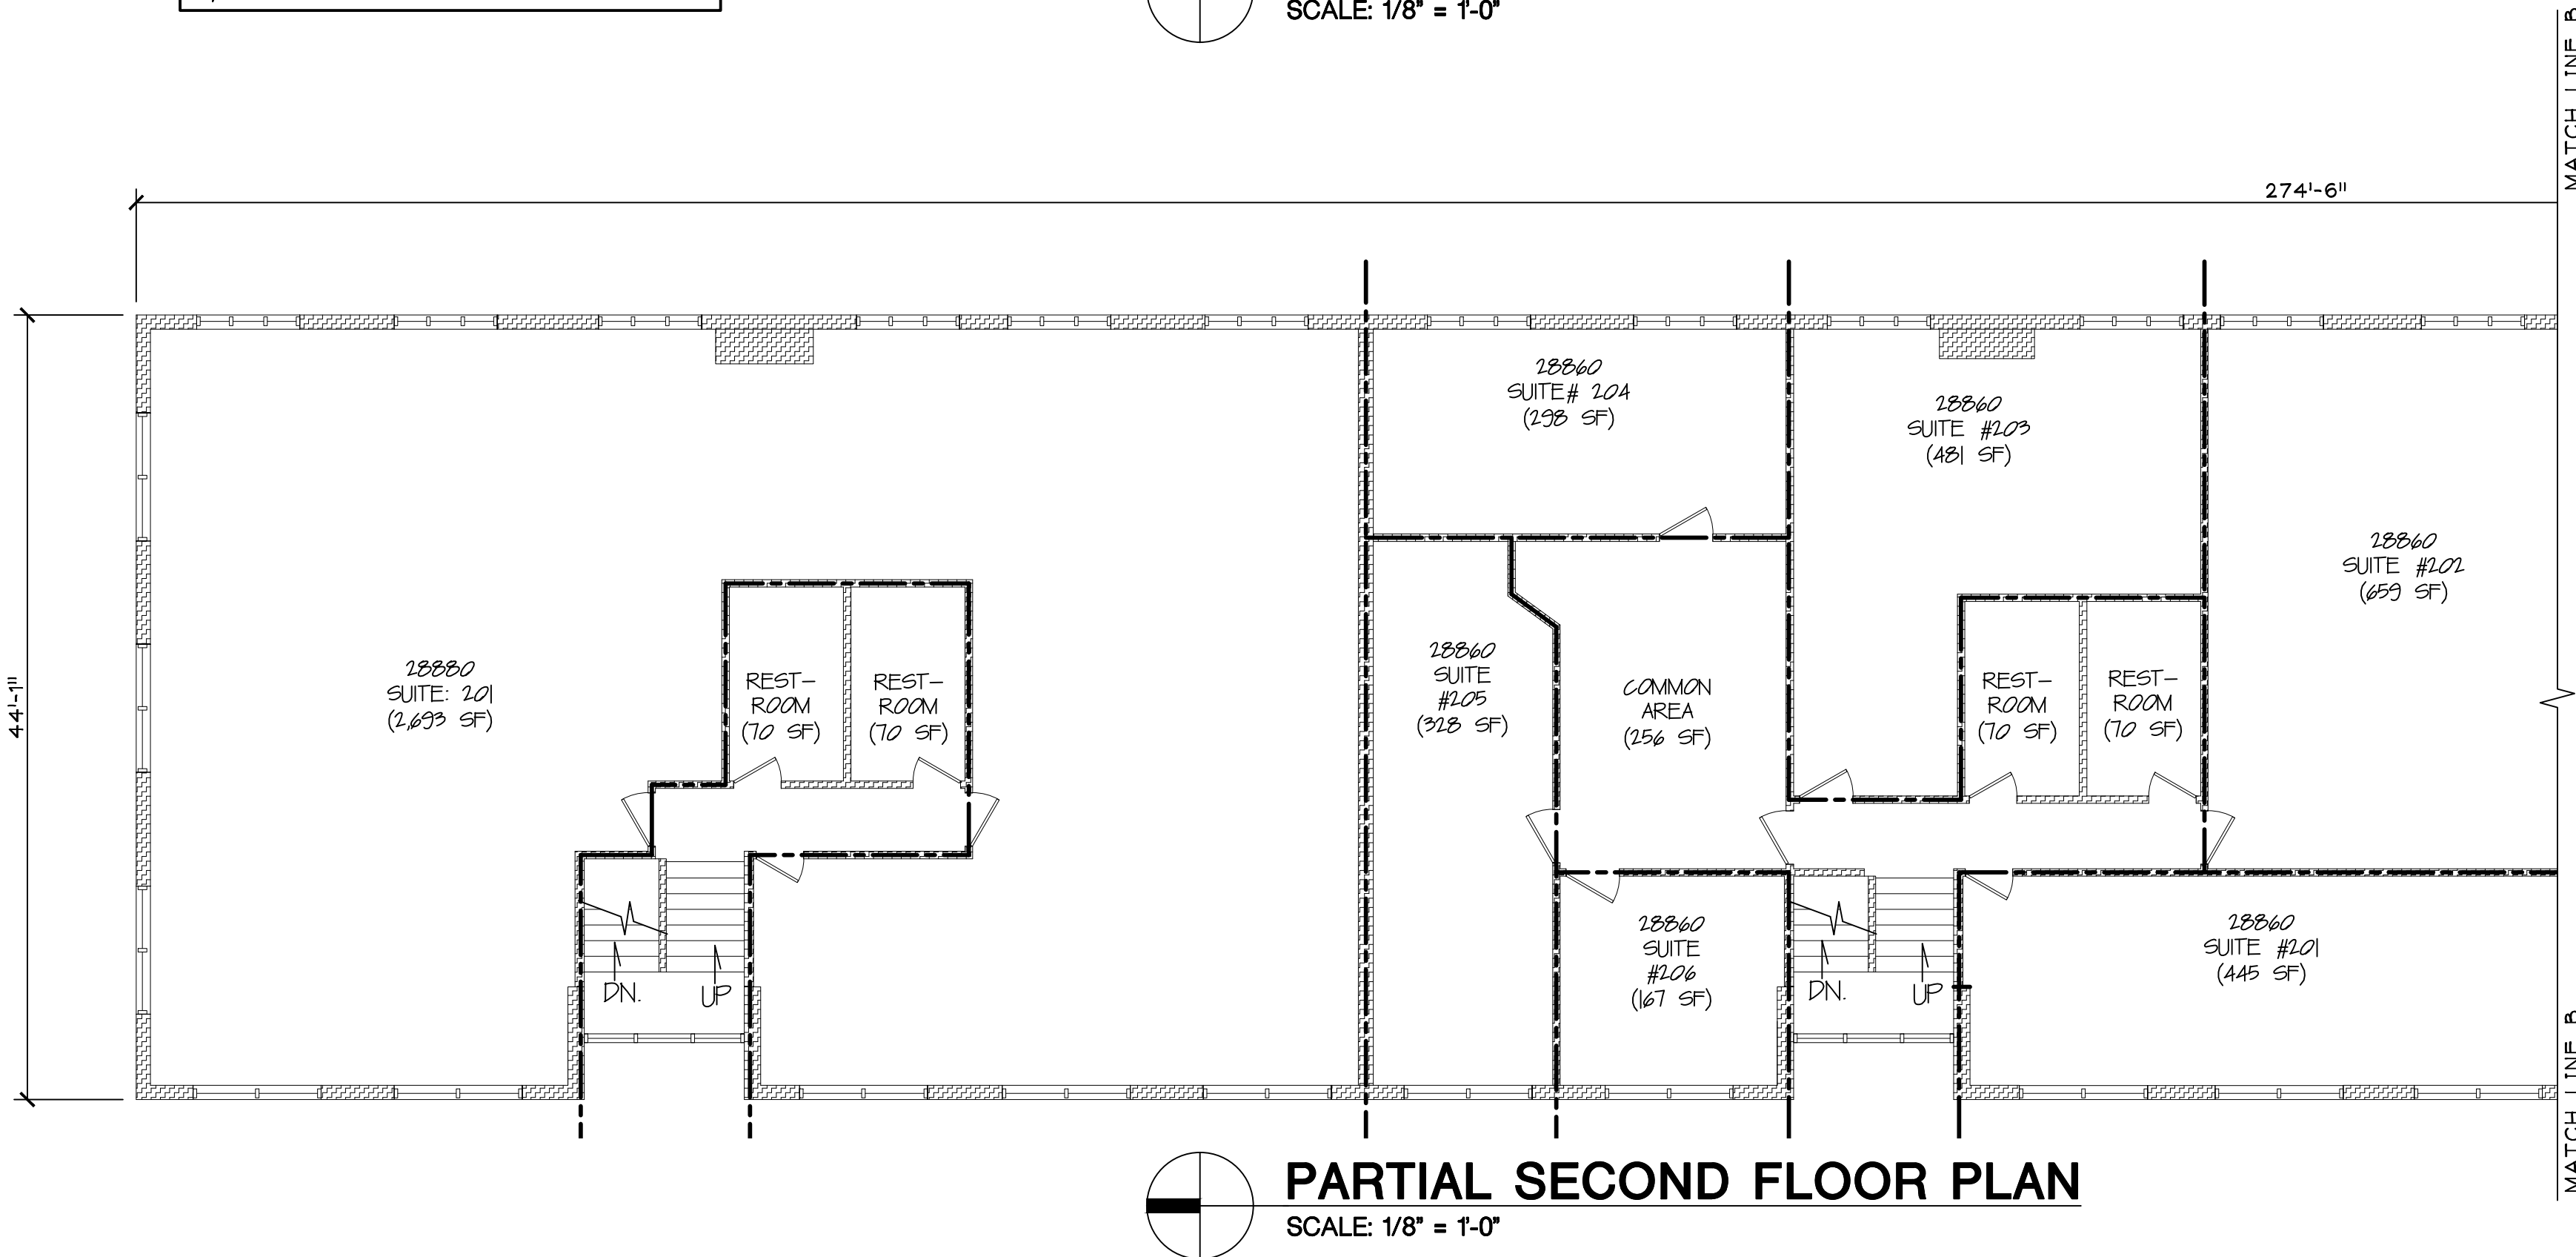 SCALE: 1/8" = 1'-0"
MATCH LINE B
274'-6"
44'-1"
28860
SUITE# 204
(298 SF)
28860
SUITE #203
(481 SF)
28860
SUITE #202
(659 SF)
28880
SUITE: 201
(2,693 SF)
REST-
ROOM
(70 SF)
REST-
ROOM
(70 SF)
28860
SUITE
#205
(328 SF)
COMMON
AREA
(256 SF)
REST-
ROOM
(70 SF)
REST-
ROOM
(70 SF)
DN.
UP
28860
SUITE
#206
(167 SF)
DN.
UP
28860
SUITE #201
(445 SF)
MATCH LINE B
PARTIAL SECOND FLOOR PLAN
SCALE: 1/8" = 1'-0"